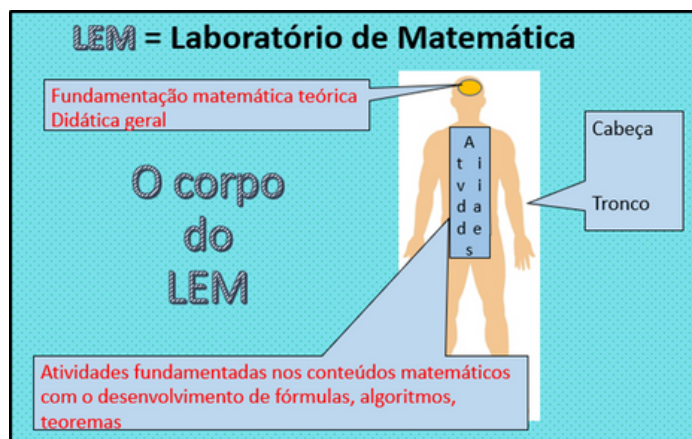 LEM = Laboratório de Matemática
Fundamentação matemática teórica
Didática geral
Cabeça
Tronco
O corpo
do
LEM
A
t i
v i
d a
d e
s
Atividades fundamentadas nos conteúdos matemáticos
com o desenvolvimento de fórmulas, algoritmos,
teoremas